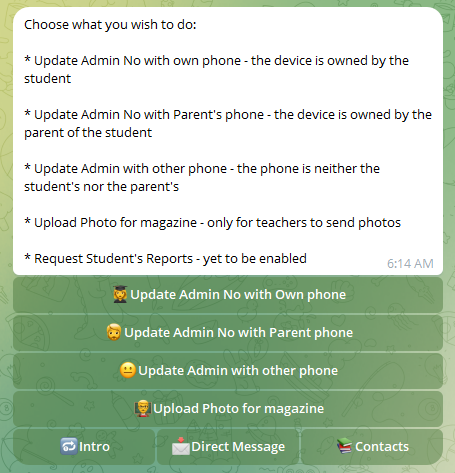 Choose what you wish to do:
* Update Admin No with own phone - the device is owned by the
student
* Update Admin No with Parent's phone - the device is owned by the
parent of the student
* Update Admin with other phone - the phone is neither the
student's nor the parent's
* Upload Photo for magazine - only for teachers to send photos
* Request Student's Reports - yet to be enabled
6:14 AM
Update Admin No with Own phone
Update Admin No with Parent phone
Update Admin with other phone
Upload Photo for magazine
Intro
Direct Message
Contacts